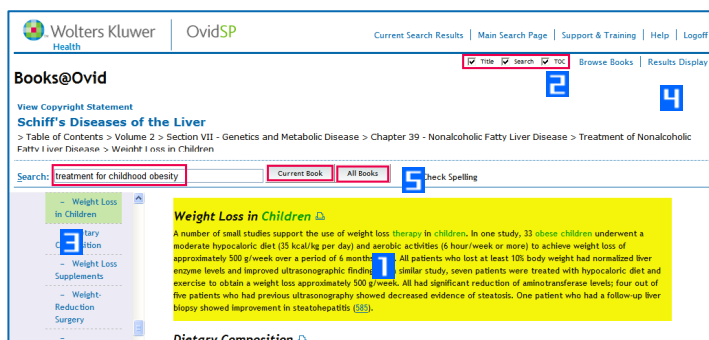 Wolters Kluwer Health OvidSP
Current Search Results | Main Search Page | Support & Training | Help | Logoff
Title Search TOC Browse Books | Results Display
2
4
Books@Ovid
View Copyright Statement
Schiff's Diseases of the Liver
> Table of Contents > Volume 2 > Section VII - Genetics and Metabolic Disease > Chapter 39 - Nonalcoholic Fatty Liver Disease > Treatment of Nonalcoholic
Fatty Liver Disease > Weight Loss in Children
Search: treatment for childhood obesity Current Book All Books 5 Check Spelling
– Weight Loss
in Children
3
– Weight Loss
Supplements
– Weight-
Reduction
Surgery
–
Weight Loss in Children
A number of small studies support the use of weight loss therapy in children. In one study, 33 obese children underwent a
moderate hypocaloric diet (35 kcal/kg per day) and aerobic activities (6 hour/week or more) to achieve weight loss of
approximately 500 g/week over a period of 6 months All patients who lost at least 10% body weight had normalized liver
enzyme levels and improved ultrasonographic finding 1 similar study, seven patients were treated with hypocaloric diet and
exercise to obtain a weight loss approximately 500 g/week. All had significant reduction of aminotransferase levels; four out of
five patients who had previous ultrasonography showed decreased evidence of steatosis. One patient who had a follow-up liver
biopsy showed improvement in steatohepatitis (585).
Dietary Composition